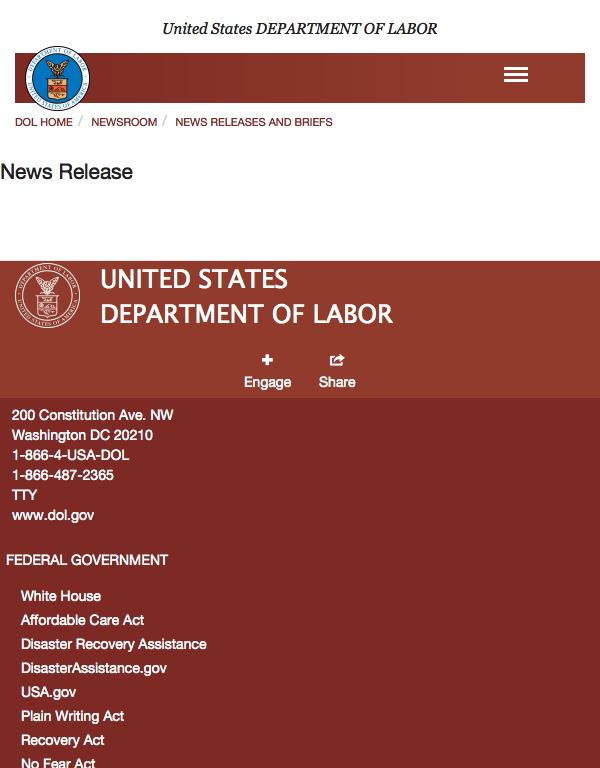 United States DEPARTMENT OF LABOR
DOL HOME / NEWSROOM / NEWS RELEASES AND BRIEFS
News Release
UNITED STATES
DEPARTMENT OF LABOR
Engage Share
200 Constitution Ave. NW
Washington DC 20210
1-866-4-USA-DOL
1-866-487-2365
TTY
www.dol.gov
FEDERAL GOVERNMENT
White House
Affordable Care Act
Disaster Recovery Assistance
DisasterAssistance.gov
USA.gov
Plain Writing Act
Recovery Act
No Fear Act